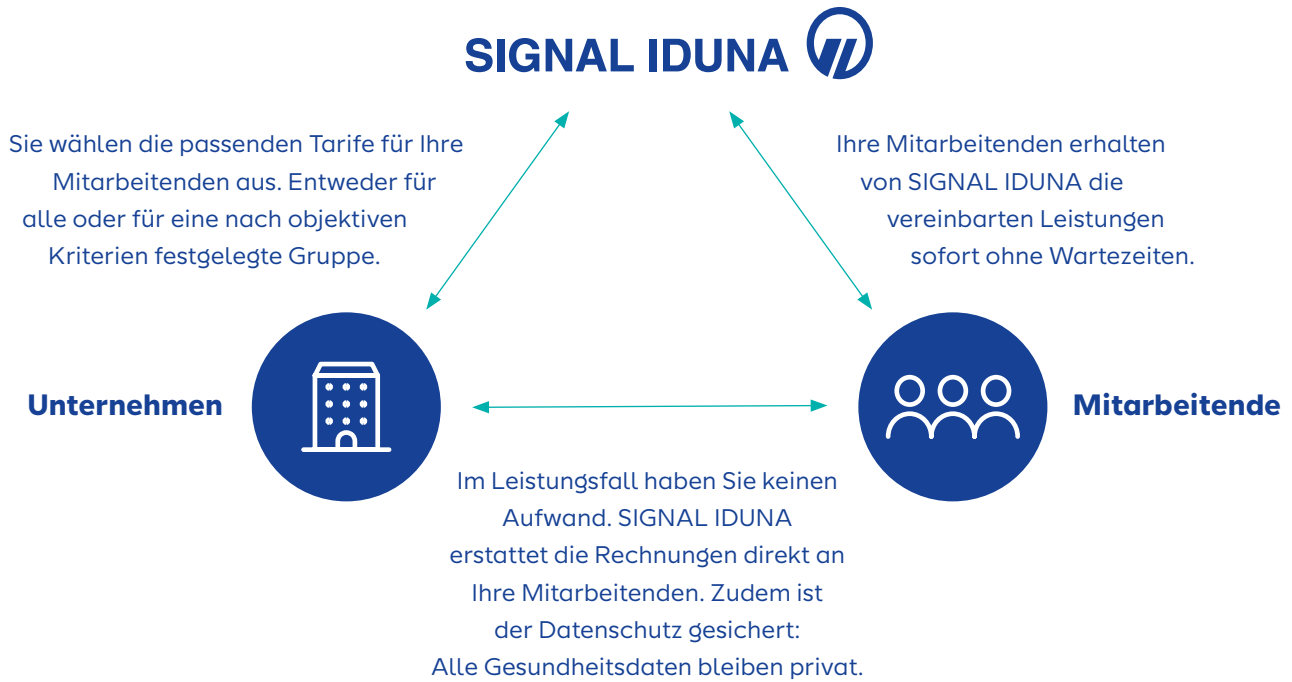 SIGNAL IDUNA
Sie wählen die passenden Tarife für Ihre
Mitarbeitenden aus. Entweder für
alle oder für eine nach objektiven
Kriterien festgelegte Gruppe.
Ihre Mitarbeitenden erhalten
von SIGNAL IDUNA die
vereinbarten Leistungen
sofort ohne Wartezeiten.
Unternehmen
Mitarbeitende
Im Leistungsfall haben Sie keinen
Aufwand. SIGNAL IDUNA
erstattet die Rechnungen direkt an
Ihre Mitarbeitenden. Zudem ist
der Datenschutz gesichert:
Alle Gesundheitsdaten bleiben privat.